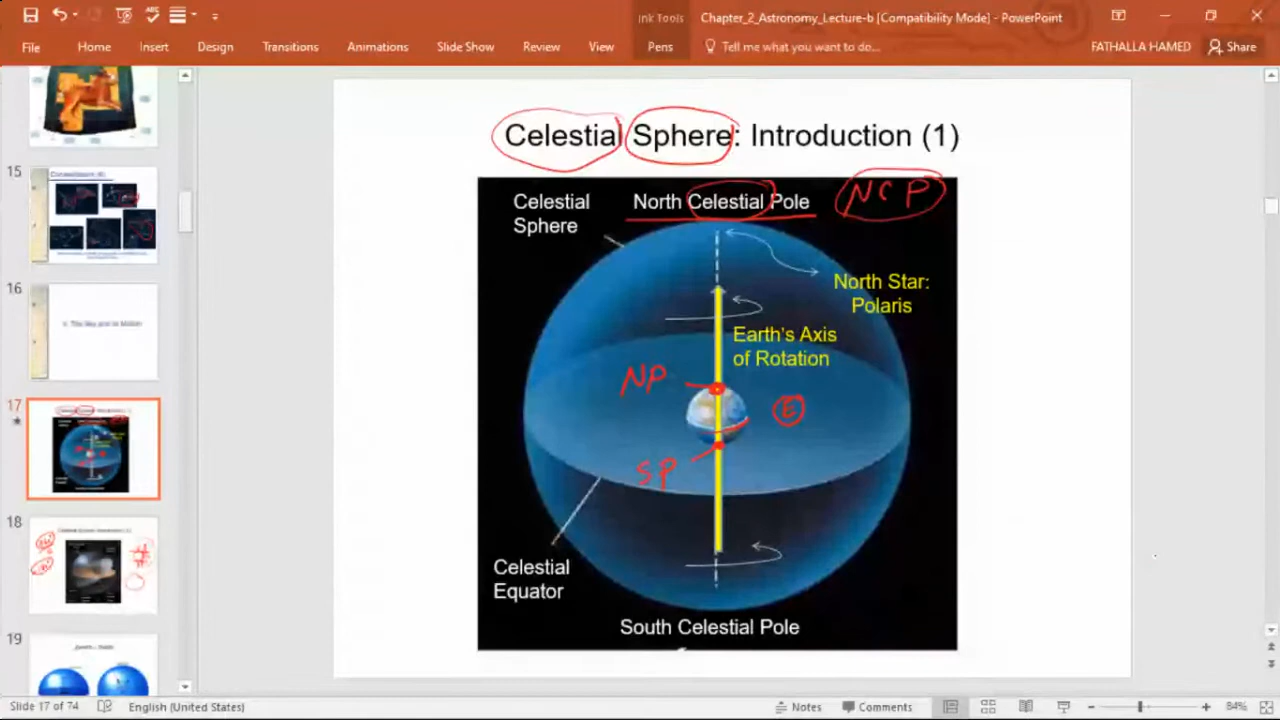 Ink Tools
Chapter_2_Astronomy_Lecture-b [Compatibility Mode] - PowerPoint
File Home Insert Design Transitions Animations Slide Show Review View Pens Tell me what you want to do... FATHALLA HAMED Share
15
16
17
18
19
Celestial Sphere: Introduction (1)
Celestial
Sphere
North Celestial Pole
NCP
North Star:
Polaris
Earth's Axis
of Rotation
NP
E
SP
Celestial
Equator
South Celestial Pole
Slide 17 of 74 English (United States) Notes Comments 84%